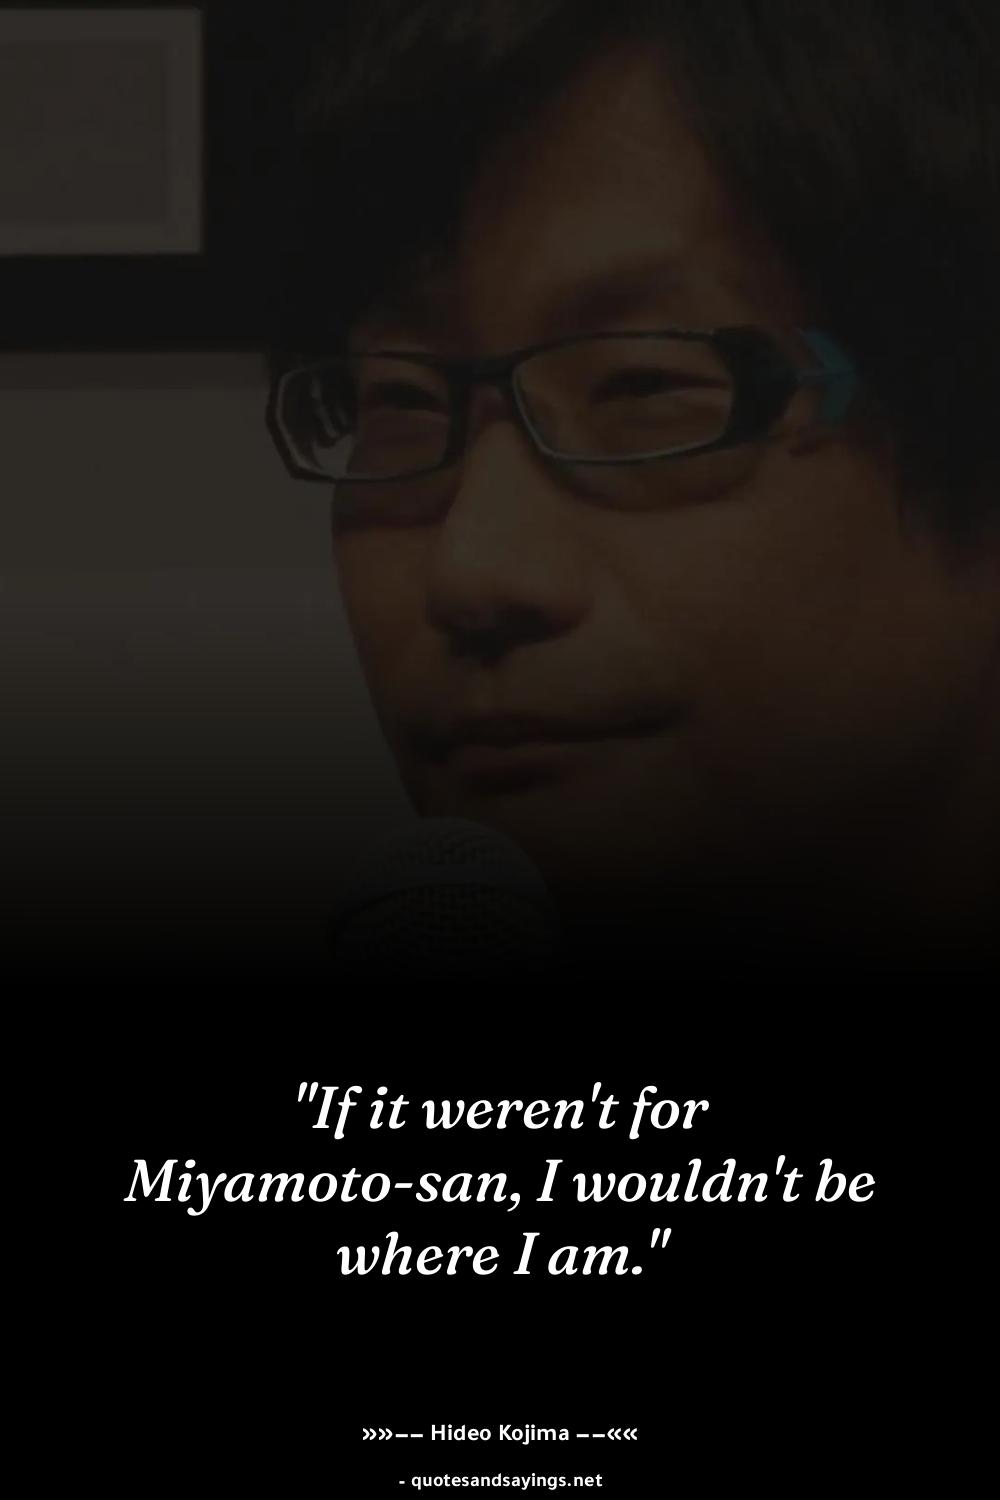 "If it weren't for
Miyamoto-san, I wouldn't be
where I am."
»»−− Hideo Kojima −−««
- quotesandsayings.net